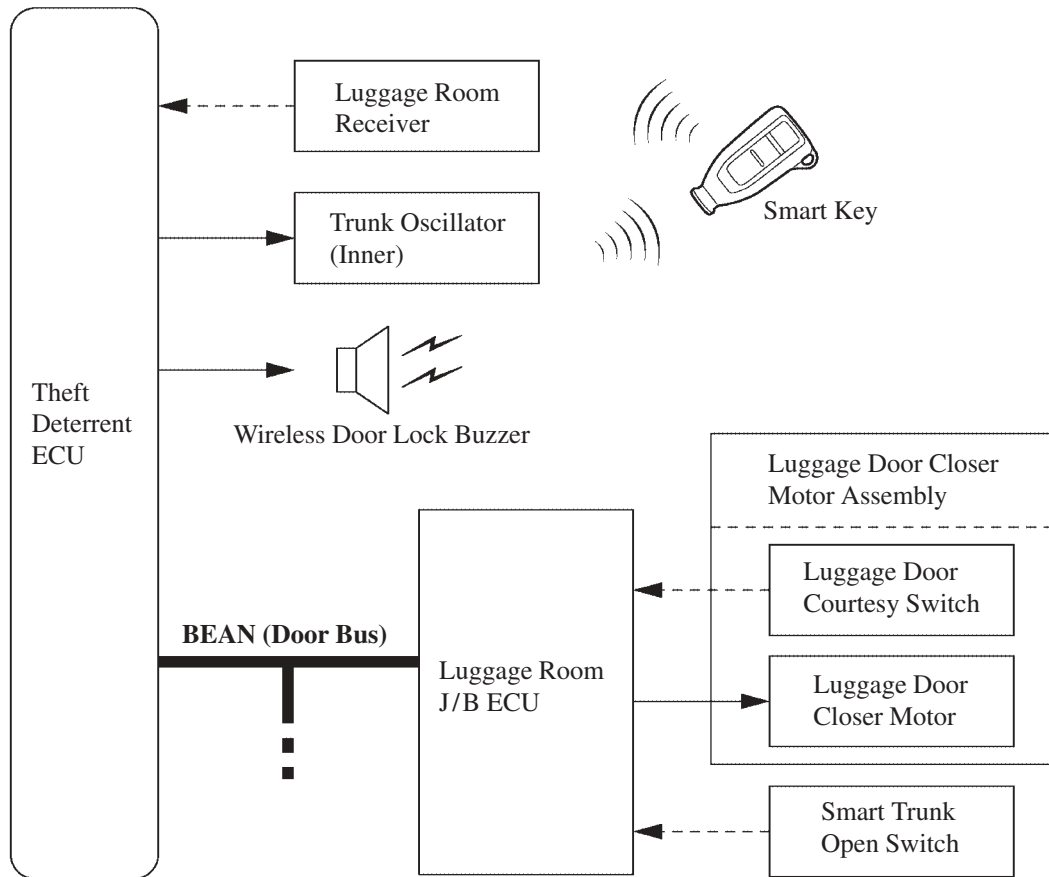 Luggage Room
Receiver
Smart Key
Trunk Oscillator
(Inner)
Theft
Deterrent
ECU
Wireless Door Lock Buzzer
Luggage Door Closer
Motor Assembly
Luggage Door
Courtesy Switch
BEAN (Door Bus)
Luggage Room
J/B ECU
Luggage Door
Closer Motor
Smart Trunk
Open Switch